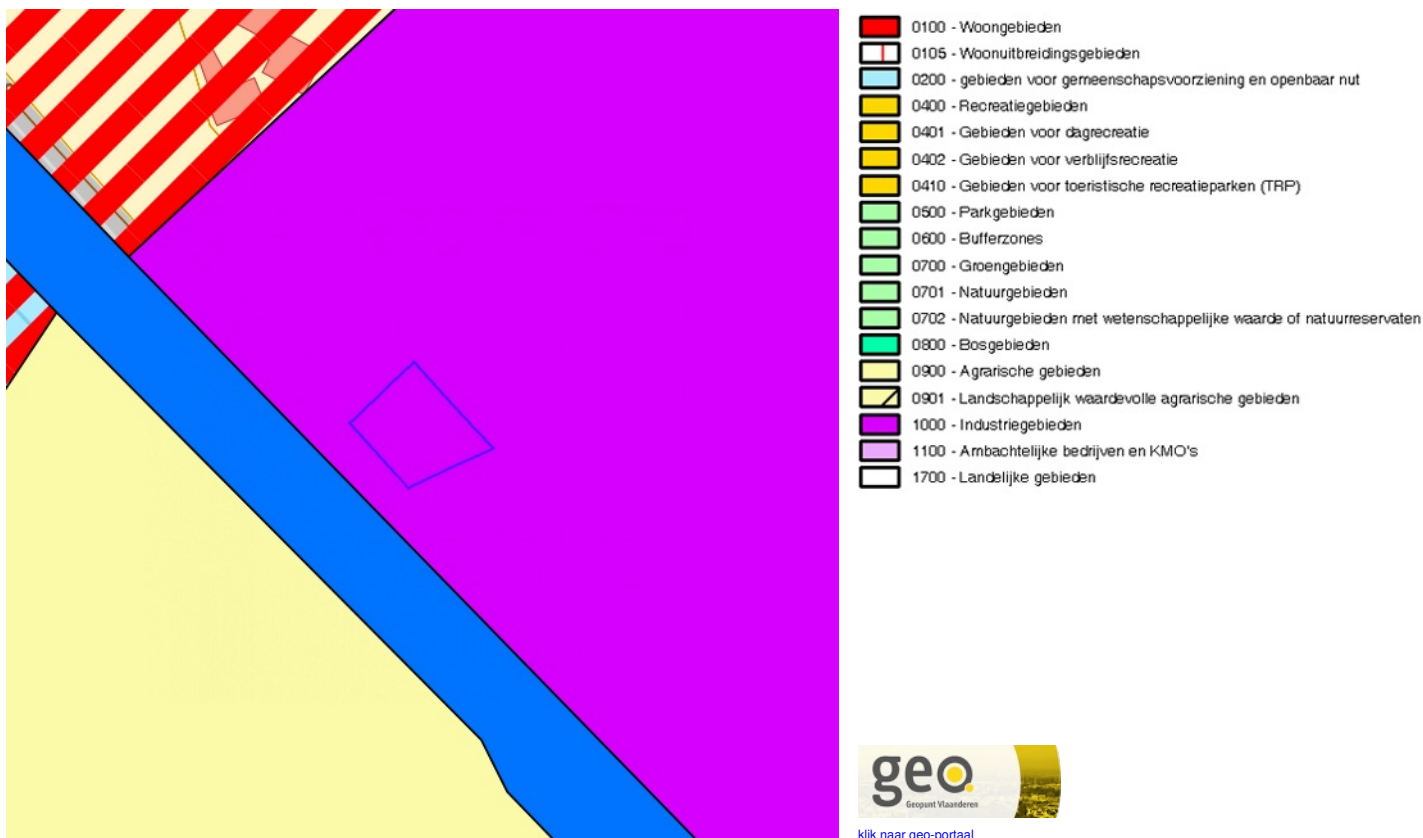 0100 - Woongebieden
0105 - Woonuitbreidingsgebieden
0200 - gebieden voor gemeenschapsvoorziening en openbaar nut
0400 - Recreatiegebieden
0401 - Gebieden voor dagrecreatie
0402 - Gebieden voor verblijfsrecreatie
0410 - Gebieden voor toeristische recreatieparken (TRP)
0500 - Parkgebieden
0600 - Bufferzones
0700 - Groengebieden
0701 - Natuurgebieden
0702 - Natuurgebieden met wetenschappelijke waarde of natuurreservaten
0800 - Bosgebieden
0900 - Agrarische gebieden
0901 - Landschappelijk waardevolle agrarische gebieden
1000 - Industriegebieden
1100 - Ambachtelijke bedrijven en KMO's
1700 - Landelijke gebieden
geo
Geopunt Vlaanderen
klik naar geo-portaal